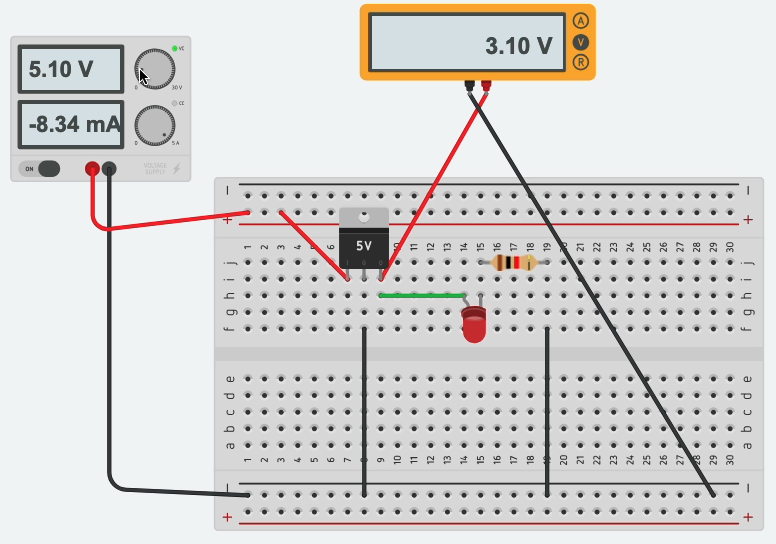 3.10 V
A
V
R
5.10 V
VC
0 30 V
-8.34 mA
CC
0 5 A
ON
VOLTAGE
SUPPLY
5V
I G O
+ +
1 2 3 4 5 6 7 8 9 10 11 12 13 14 15 16 17 18 19 20 21 22 23 24 25 26 27 28 29 30
j j
i i
h h
g g
f f
e e
d d
c c
b b
a a
1 2 3 4 5 6 7 8 9 10 11 12 13 14 15 16 17 18 19 20 21 22 23 24 25 26 27 28 29 30
+ +